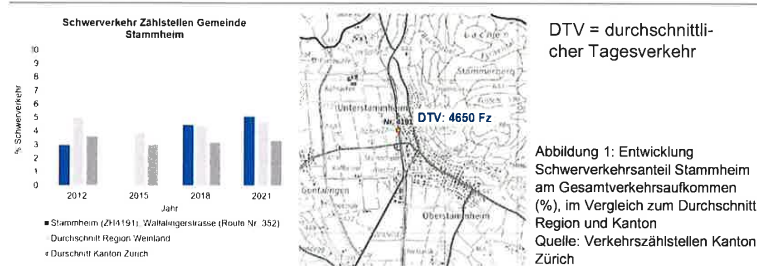 Schwerverkehr Zählstellen Gemeinde
Stammheim
% Schwerverkehr
10
9
8
7
6
5
4
3
2
1
0
2012
2015
2018
2021
Jahr
Stammheim (ZH4191), Waltalingerstrasse (Route Nr. 352)
Durchschnitt Region Weinland
Durschnitt Kanton Zürich
Stammerberg
Unterstammheim
Nr. 4191
DTV: 4650 Fz
Guntalingen
Oberstammheim
DTV = durchschnittli-
cher Tagesverkehr
Abbildung 1: Entwicklung
Schwerverkehrsanteil Stammheim
am Gesamtverkehrsaufkommen
(%), im Vergleich zum Durchschnitt
Region und Kanton
Quelle: Verkehrszählstellen Kanton
Zürich